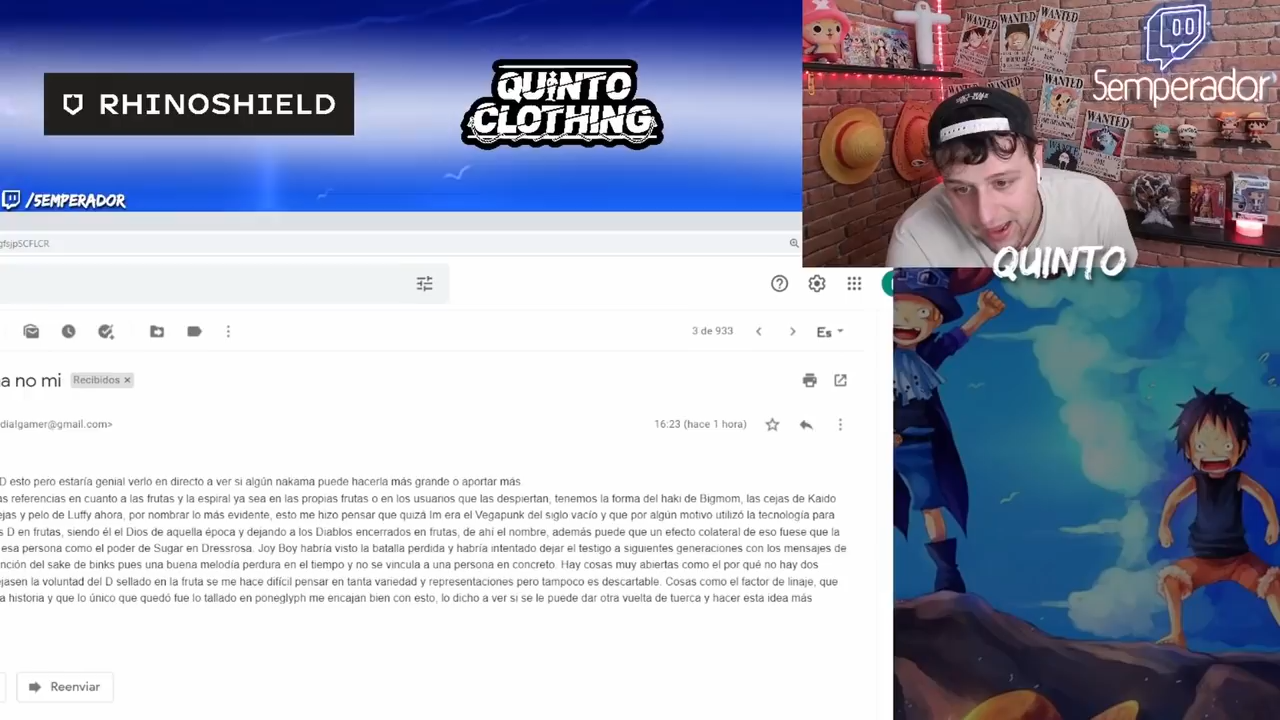 RHINOSHIELD
QUINTO
CLOTHING
/SEMPERADOR
WANTED
WANTED
WANTED
WANTED
WANTED
WANTED
Semperador
QUINTO
gfsjpSCFLCR
3 de 933
Es
a no mi
Recibidos ×
dialgamer@gmail.com>
16:23 (hace 1 hora)
D esto pero estaría genial verlo en directo a ver si algún nakama puede hacerla más grande o aportar más
as referencias en cuanto a las frutas y la espiral ya sea en las propias frutas o en los usuarios que las despiertan, tenemos la forma del haki de Bigmom, las cejas de Kaido
ejas y pelo de Luffy ahora, por nombrar lo más evidente, esto me hizo pensar que quizá Im era el Vegapunk del siglo vacío y que por algún motivo utilizó la tecnología para
s D en frutas, siendo él el Dios de aquella época y dejando a los Diablos encerrados en frutas, de ahí el nombre, además puede que un efecto colateral de eso fuese que la
esa persona como el poder de Sugar en Dressrosa. Joy Boy habría visto la batalla perdida y habría intentado dejar el testigo a siguientes generaciones con los mensajes de
nción del sake de binks pues una buena melodía perdura en el tiempo y no se vincula a una persona en concreto. Hay cosas muy abiertas como el por qué no hay dos
ejasen la voluntad del D sellado en la fruta se me hace difícil pensar en tanta variedad y representaciones pero tampoco es descartable. Cosas como el factor de linaje, que
a historia y que lo único que quedó fue lo tallado en poneglyph me encajan bien con esto, lo dicho a ver si se le puede dar otra vuelta de tuerca y hacer esta idea más
Reenviar